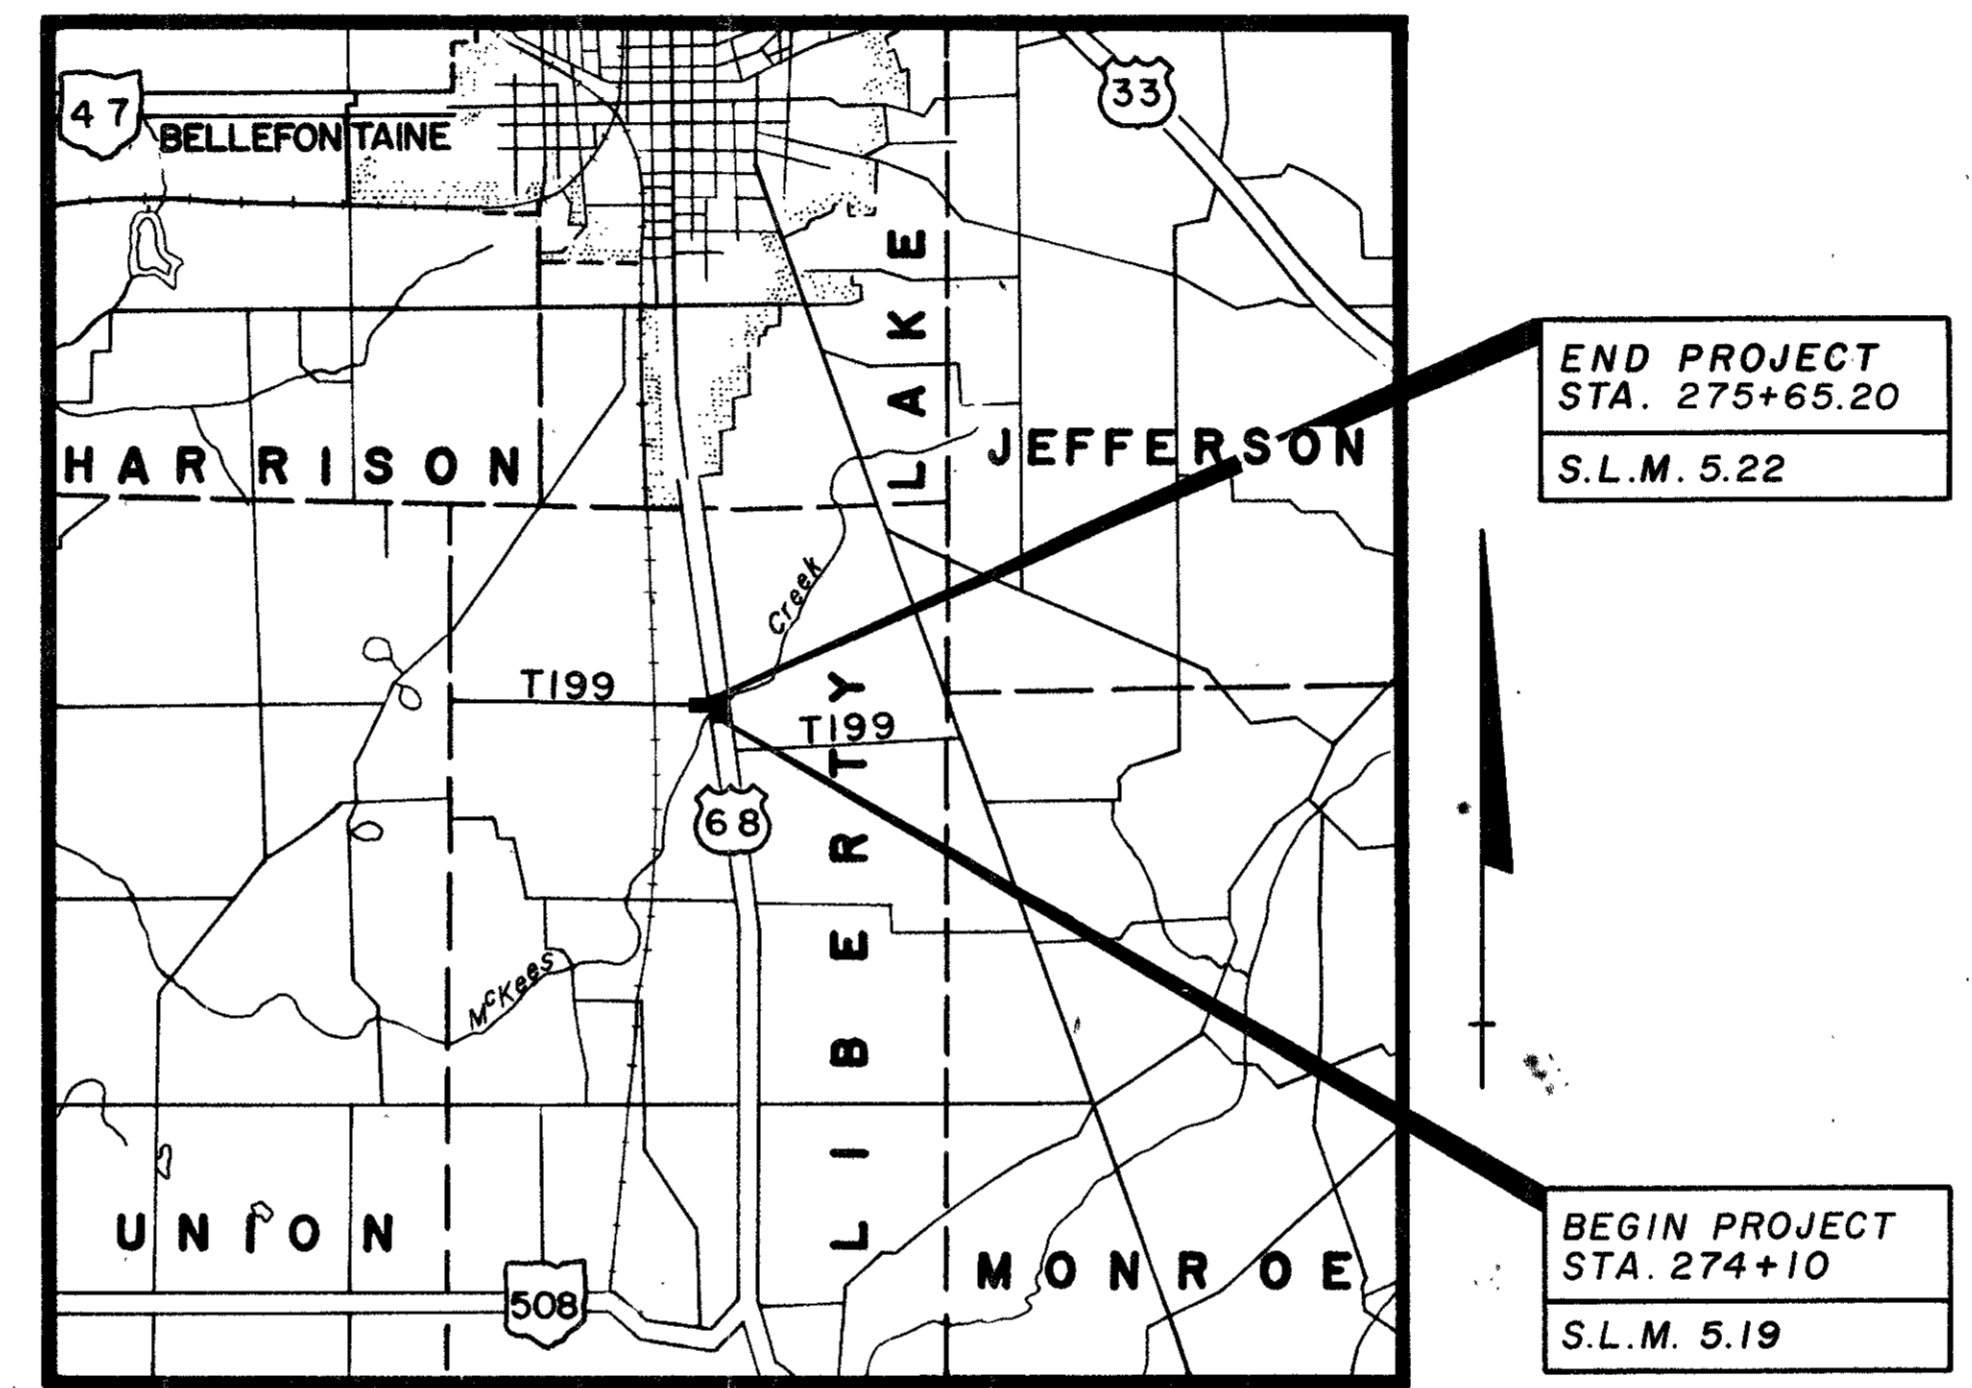 47
BELLEFONTAINE
33
LAKE
END PROJECT
STA. 275+65.20
S.L.M. 5.22
HARRISON
JEFFERSON
Creek
T199
T199
68
LIBERTY
McKees
BEGIN PROJECT
STA. 274+10
S.L.M. 5.19
UNION
MONROE
508